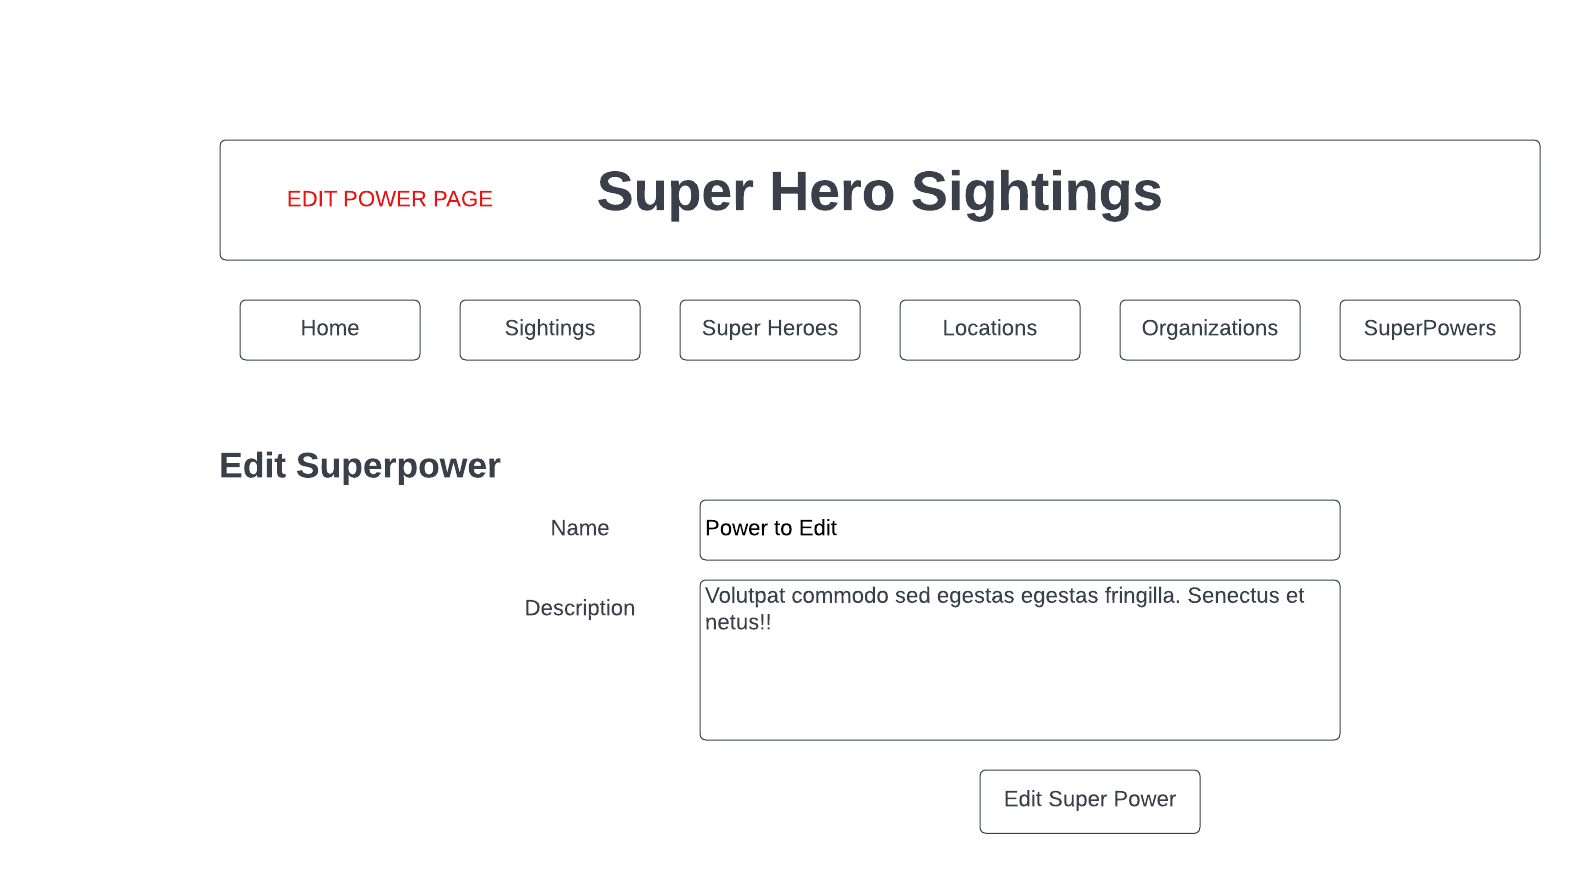 EDIT POWER PAGE
Super Hero Sightings
Home
Sightings
Super Heroes
Locations
Organizations
SuperPowers
Edit Superpower
Name
Power to Edit
Description
Volutpat commodo sed egestas egestas fringilla. Senectus et
netus!!
Edit Super Power